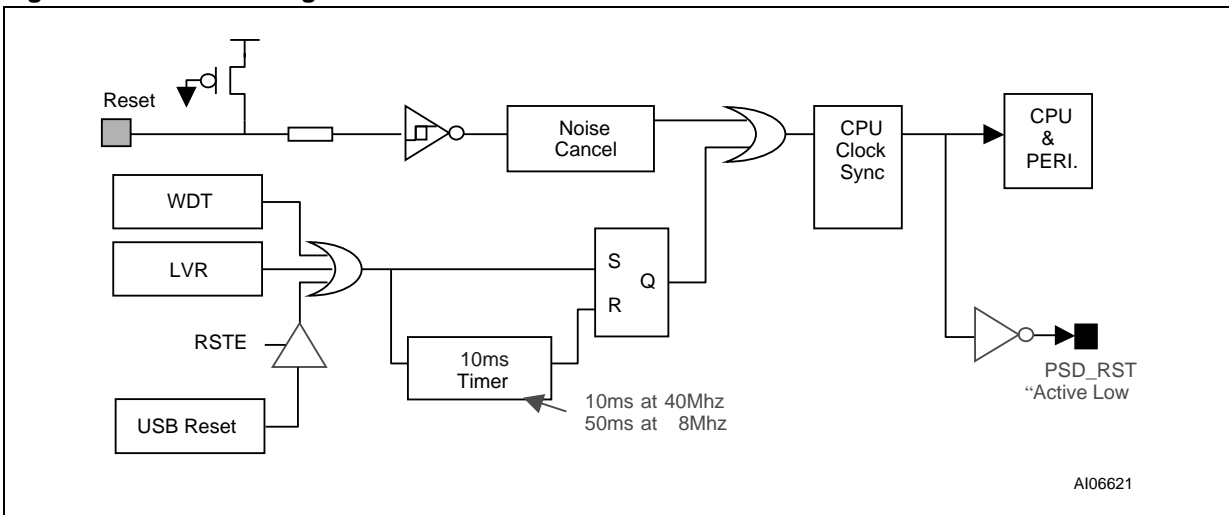 Reset
Noise
Cancel
CPU
Clock
Sync
CPU
&
PERI.
WDT
LVR
S
Q
R
RSTE
10ms
Timer
10ms at 40Mhz
50ms at 8Mhz
USB Reset
PSD_RST
“Active Low
AI06621